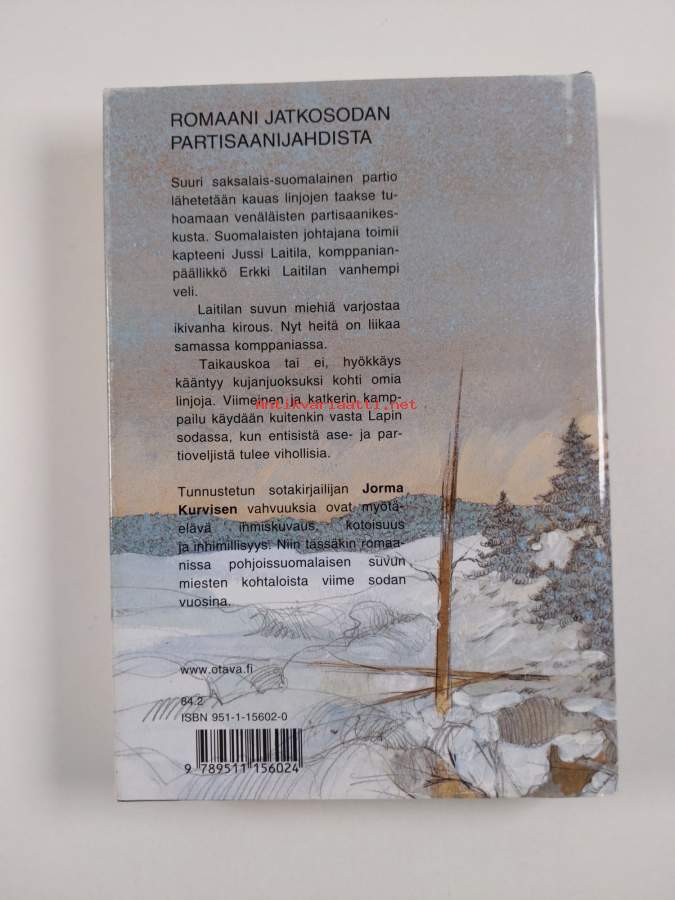 ROMAANI JATKOSODAN
PARTISAANIJAHDISTA
Suuri saksalais-suomalainen partio
lähetetään kauas linjojen taakse tu-
hoamaan venäläisten partisaanikes-
kusta. Suomalaisten johtajana toimii
kapteeni Jussi Laitila, komppanian-
päällikkö Erkki Laitilan vanhempi
veli.
Laitilan suvun miehiä varjostaa
ikivanha kirous. Nyt heitä on liikaa
samassa komppaniassa.
Taikauskoa tai ei, hyökkäys
kääntyy kujanjuoksuksi kohti omia
linjoja. Viimeinen ja katkerin kamp-
Antikvariaatti.net
pailu käydään kuitenkin vasta Lapin
sodassa, kun entisistä ase- ja par-
tioveljistä tulee vihollisia.
Tunnustetun sotakirjailijan Jorma
Kurvisen vahvuuksia ovat myötä-
elävä ihmiskuvaus, kotoisuus
ja inhimillisyys. Niin tässäkin romaa-
nissa pohjoissuomalaisen suvun
miesten kohtaloista viime sodan
vuosina.
www.otava.fi
84.2
ISBN 951-1-15602-0
9 789511 156024